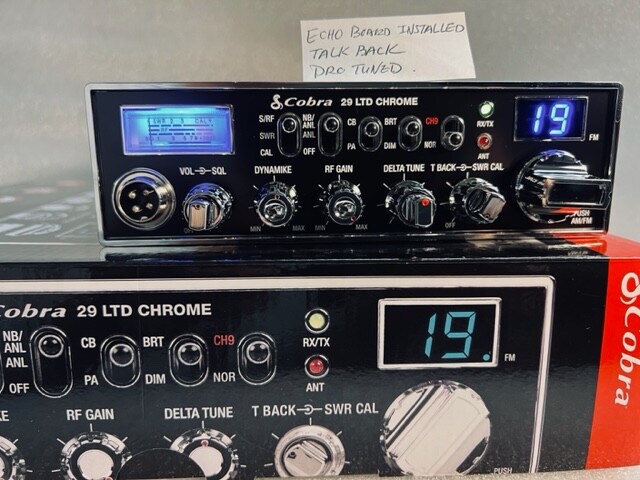 ECHO BOARD INSTALLED
TALK BACK
PRO TUNED.
Cobra 29 LTD CHROME
S/RF NB/ANL CB BRT CH9
SWR ANL
CAL OFF PA DIM NOR
RX/TX
ANT
19
FM
VOL SQL DYNAMIKE RF GAIN DELTA TUNE T BACK SWR CAL
MIN MAX MIN MAX OFF
PUSH
AM/FM
Cobra 29 LTD CHROME
NB/ANL CB BRT CH9
ANL
OFF PA DIM NOR
RX/TX
ANT
19.
FM
KE RF GAIN DELTA TUNE T BACK SWR CAL
PUSH
Cobra